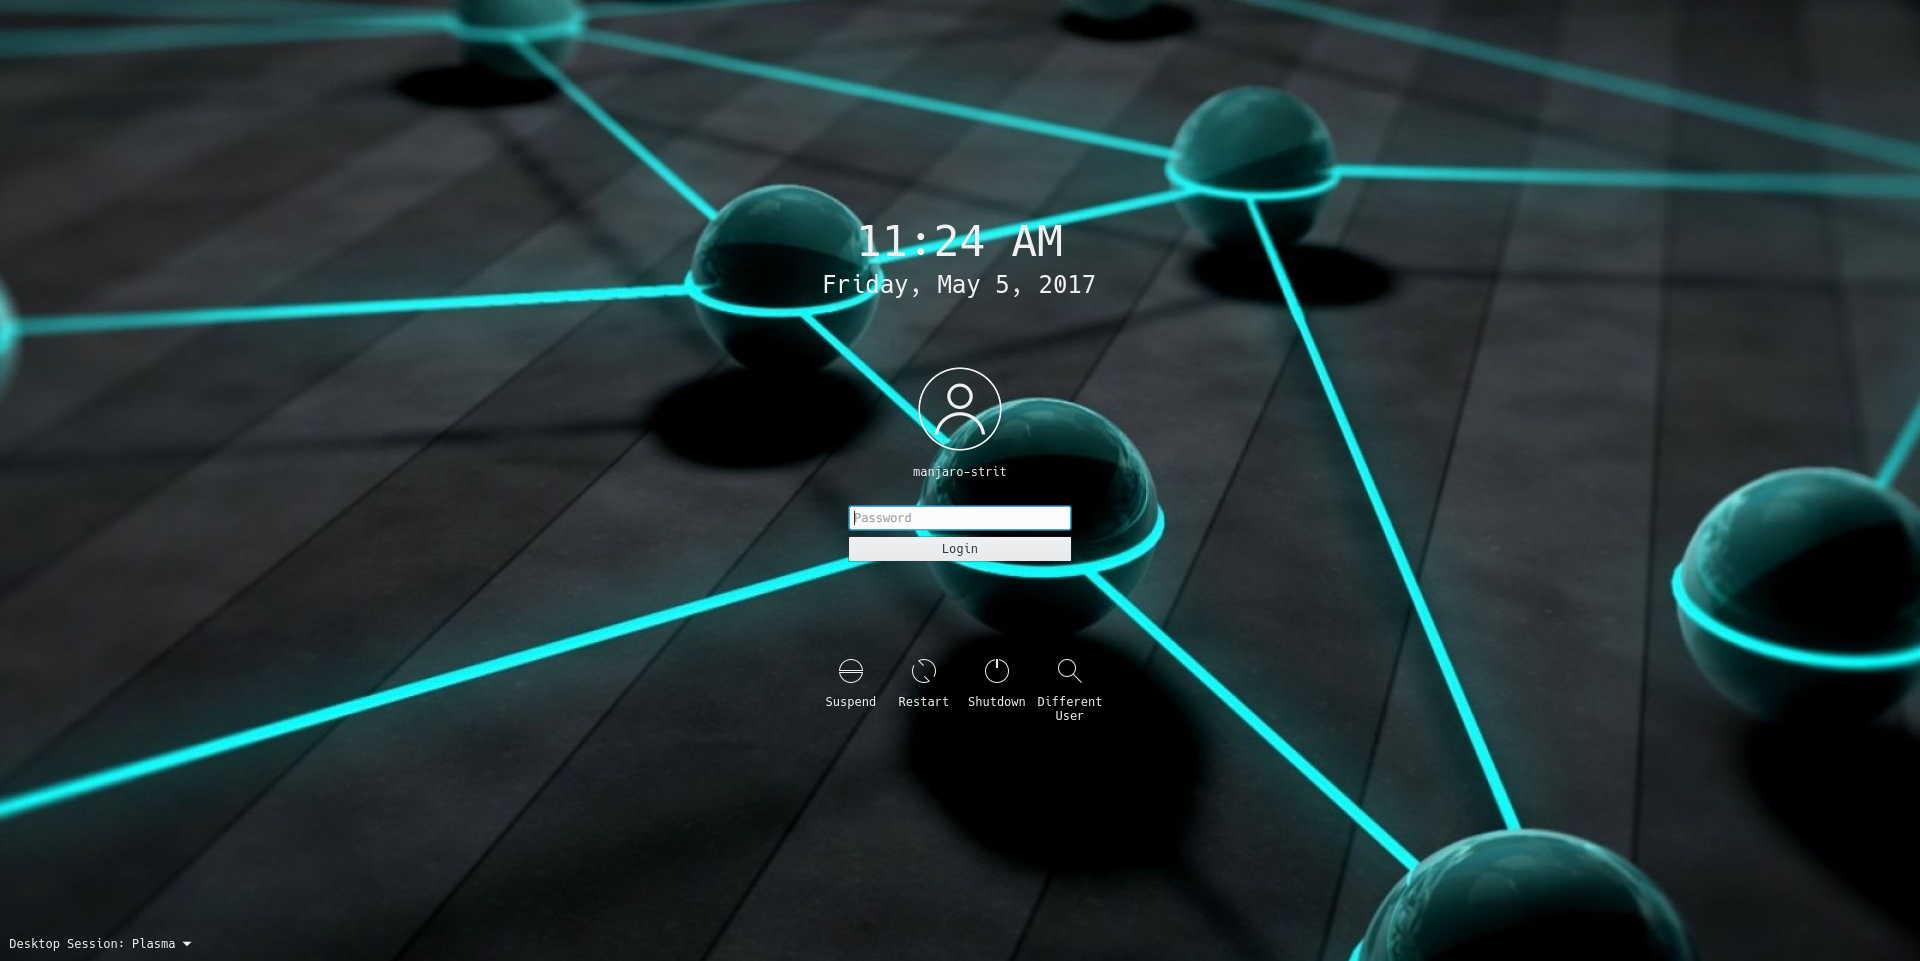 11:24 AM
Friday, May 5, 2017
manjaro-strit
Password
Login
Suspend
Restart
Shutdown
Different
User
Desktop Session: Plasma